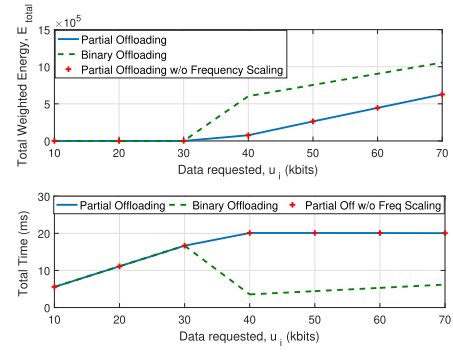 ×10⁵
15
10
5
0
Total Weighted Energy, E_total
Partial Offloading
Binary Offloading
Partial Offloading w/o Frequency Scaling
10 20 30 40 50 60 70
Data requested, u_i (kbits)
30
20
10
0
Total Time (ms)
Partial Offloading Binary Offloading Partial Off w/o Freq Scaling
10 20 30 40 50 60 70
Data requested, u_i (kbits)